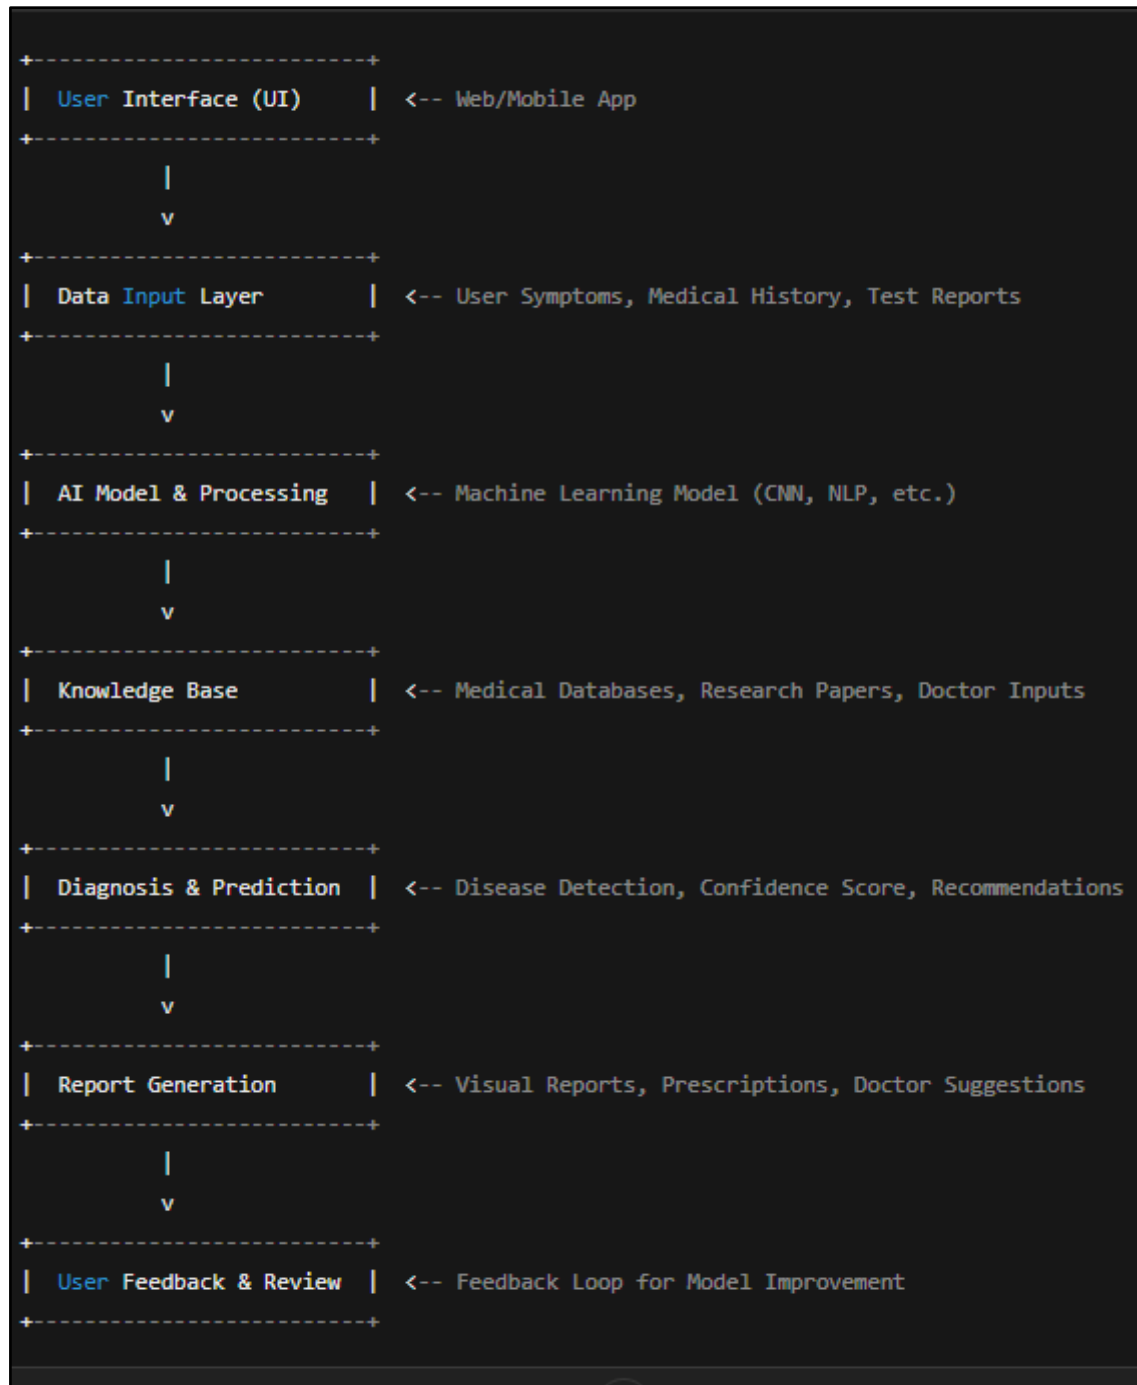 +--------------------------+
|  User Interface (UI)     |  <-- Web/Mobile App
+--------------------------+
           |
           v
+--------------------------+
|  Data Input Layer        |  <-- User Symptoms, Medical History, Test Reports
+--------------------------+
           |
           v
+--------------------------+
|  AI Model & Processing   |  <-- Machine Learning Model (CNN, NLP, etc.)
+--------------------------+
           |
           v
+--------------------------+
|  Knowledge Base          |  <-- Medical Databases, Research Papers, Doctor Inputs
+--------------------------+
           |
           v
+--------------------------+
|  Diagnosis & Prediction  |  <-- Disease Detection, Confidence Score, Recommendations
+--------------------------+
           |
           v
+--------------------------+
|  Report Generation       |  <-- Visual Reports, Prescriptions, Doctor Suggestions
+--------------------------+
           |
           v
+--------------------------+
|  User Feedback & Review  |  <-- Feedback Loop for Model Improvement
+--------------------------+